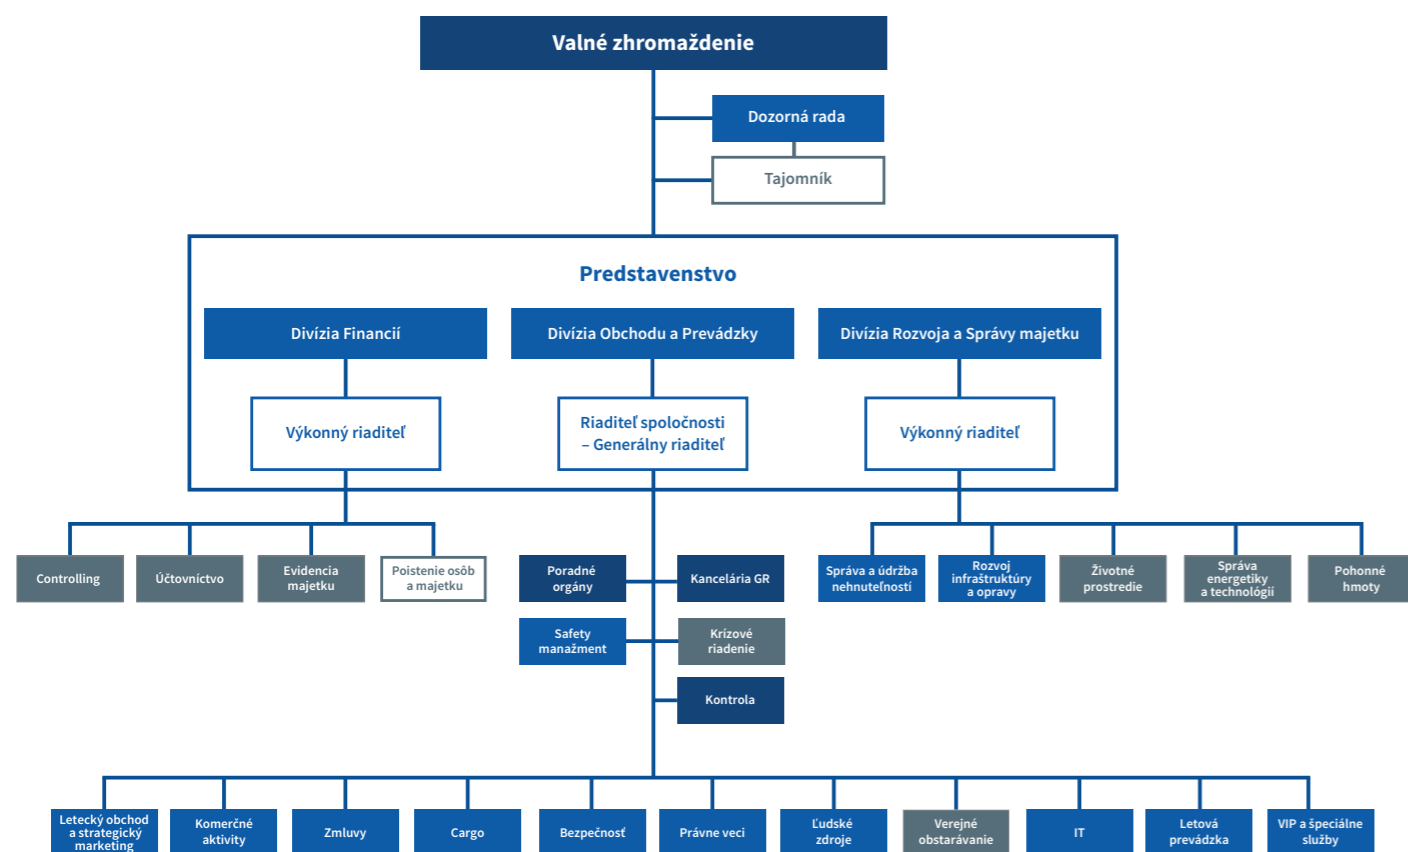 Valné zhromaždenie
Dozorná rada
Tajomník
Predstavenstvo
Divízia Financií
Divízia Obchodu a Prevádzky
Divízia Rozvoja a Správy majetku
Výkonný riaditeľ
Riaditeľ spoločnosti
– Generálny riaditeľ
Výkonný riaditeľ
Controlling
Účtovníctvo
Evidencia
majetku
Poistenie osôb
a majetku
Poradné
orgány
Kancelária GR
Správa a údržba
nehnuteľností
Rozvoj
infraštruktúry
a opravy
Životné
prostredie
Správa
energetiky
a technológií
Pohonné
hmoty
Safety
manažment
Krízové
riadenie
Kontrola
Letecký obchod
a strategický
marketing
Komerčné
aktivity
Zmluvy
Cargo
Bezpečnosť
Právne veci
Ľudské
zdroje
Verejné
obstarávanie
IT
Letová
prevádzka
VIP a špeciálne
služby